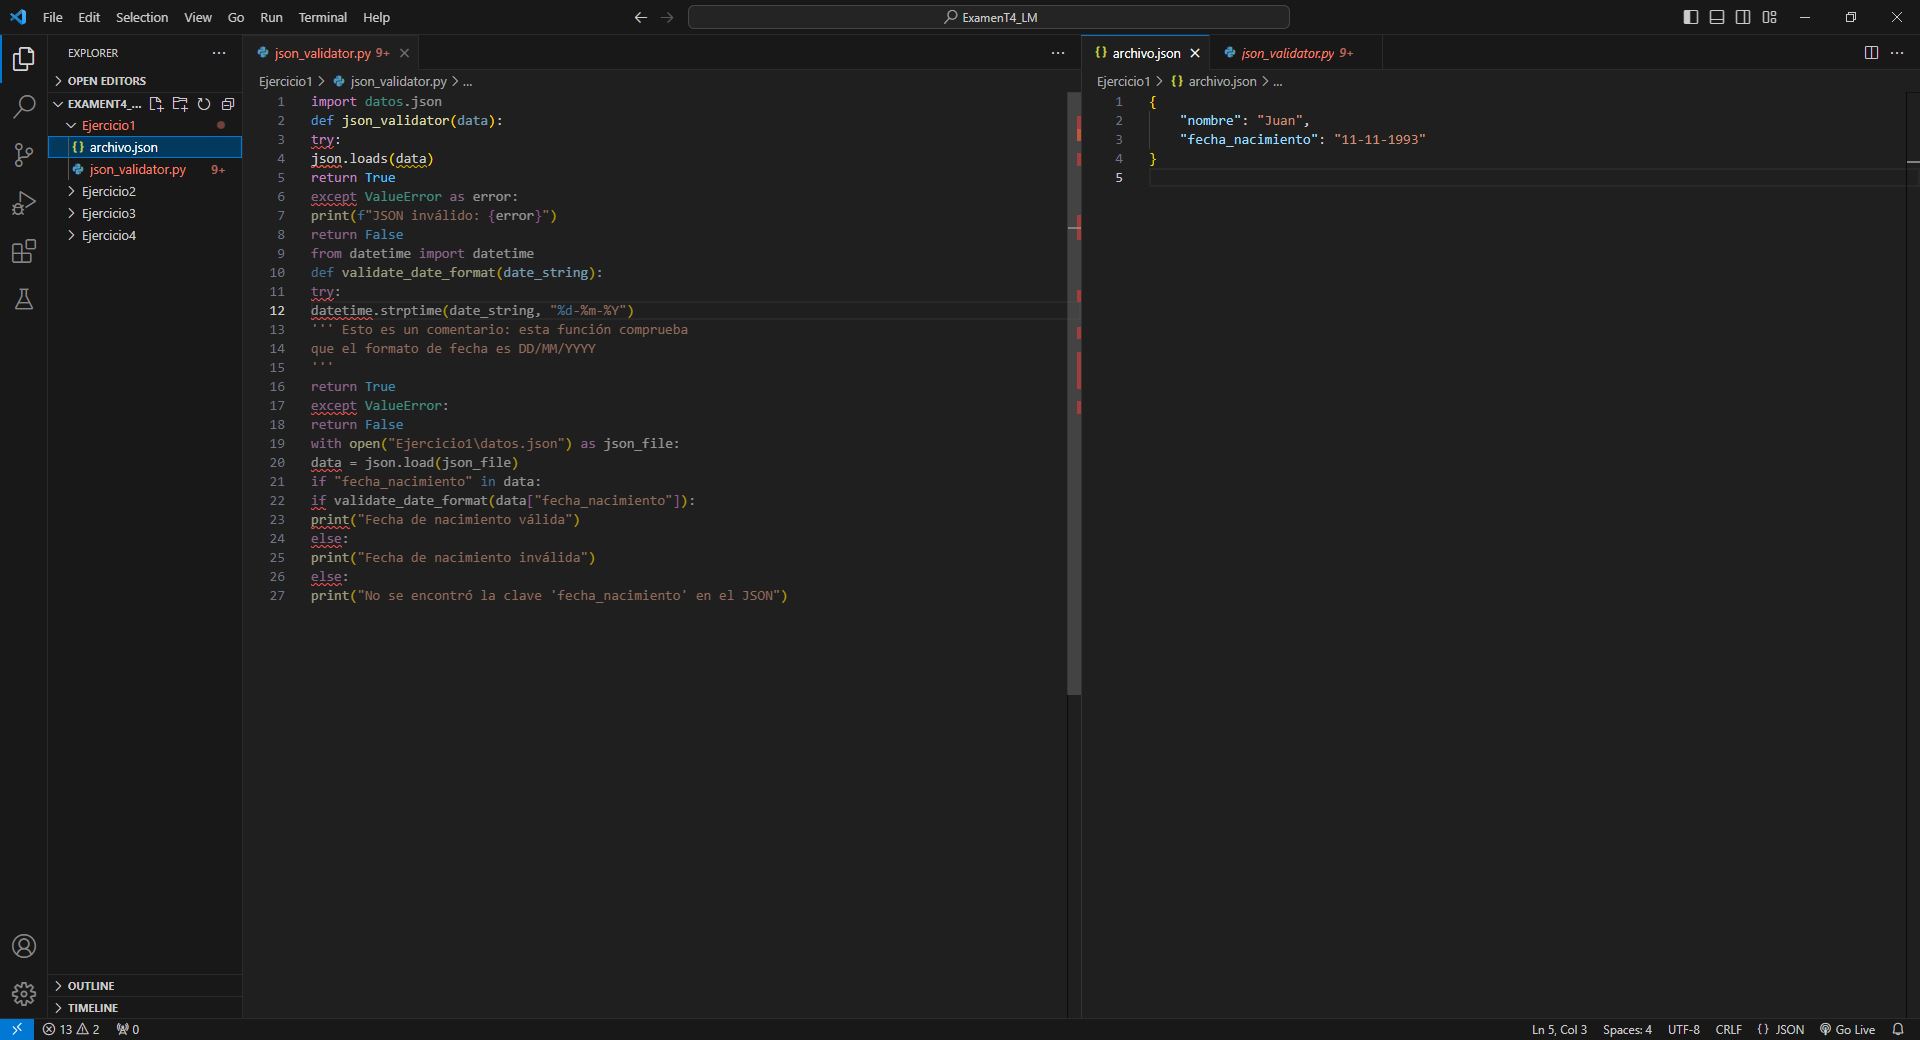 File Edit Selection View Go Run Terminal Help
ExamenT4_LM
EXPLORER
OPEN EDITORS
EXAMENT4_...
Ejercicio1
archivo.json
json_validator.py 9+
Ejercicio2
Ejercicio3
Ejercicio4
OUTLINE
TIMELINE
json_validator.py 9+
Ejercicio1 > json_validator.py > ...
1 import datos.json
2 def json_validator(data):
3 try:
4 json.loads(data)
5 return True
6 except ValueError as error:
7 print(f"JSON inválido: {error}")
8 return False
9 from datetime import datetime
10 def validate_date_format(date_string):
11 try:
12 datetime.strptime(date_string, "%d-%m-%Y")
13 ''' Esto es un comentario: esta función comprueba
14 que el formato de fecha es DD/MM/YYYY
15 '''
16 return True
17 except ValueError:
18 return False
19 with open("Ejercicio1\datos.json") as json_file:
20 data = json.load(json_file)
21 if "fecha_nacimiento" in data:
22 if validate_date_format(data["fecha_nacimiento"]):
23 print("Fecha de nacimiento válida")
24 else:
25 print("Fecha de nacimiento inválida")
26 else:
27 print("No se encontró la clave 'fecha_nacimiento' en el JSON")
archivo.json
json_validator.py 9+
Ejercicio1 > {} archivo.json > ...
1 {
2 "nombre": "Juan",
3 "fecha_nacimiento": "11-11-1993"
4 }
5
13 2 0
Ln 5, Col 3 Spaces: 4 UTF-8 CRLF {} JSON Go Live